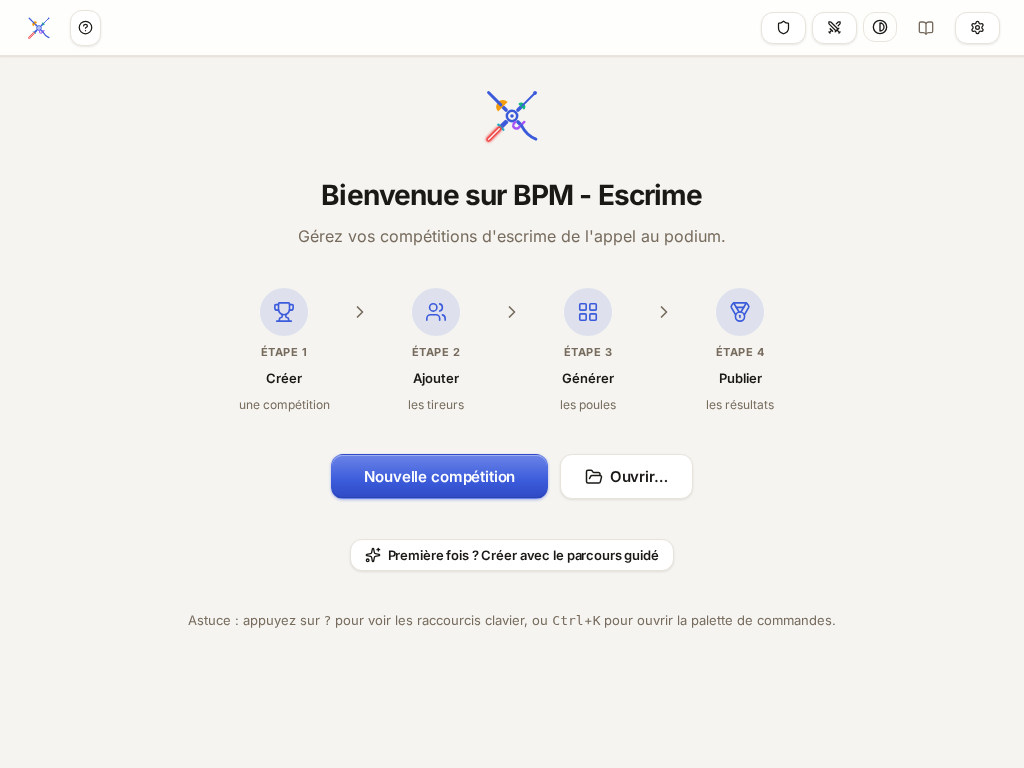 Bienvenue sur BPM - Escrime
Gérez vos compétitions d'escrime de l'appel au podium.
ÉTAPE 1
Créer
une compétition
ÉTAPE 2
Ajouter
les tireurs
ÉTAPE 3
Générer
les poules
ÉTAPE 4
Publier
les résultats
Nouvelle compétition
Ouvrir...
Première fois ? Créer avec le parcours guidé
Astuce : appuyez sur ? pour voir les raccourcis clavier, ou Ctrl+K pour ouvrir la palette de commandes.